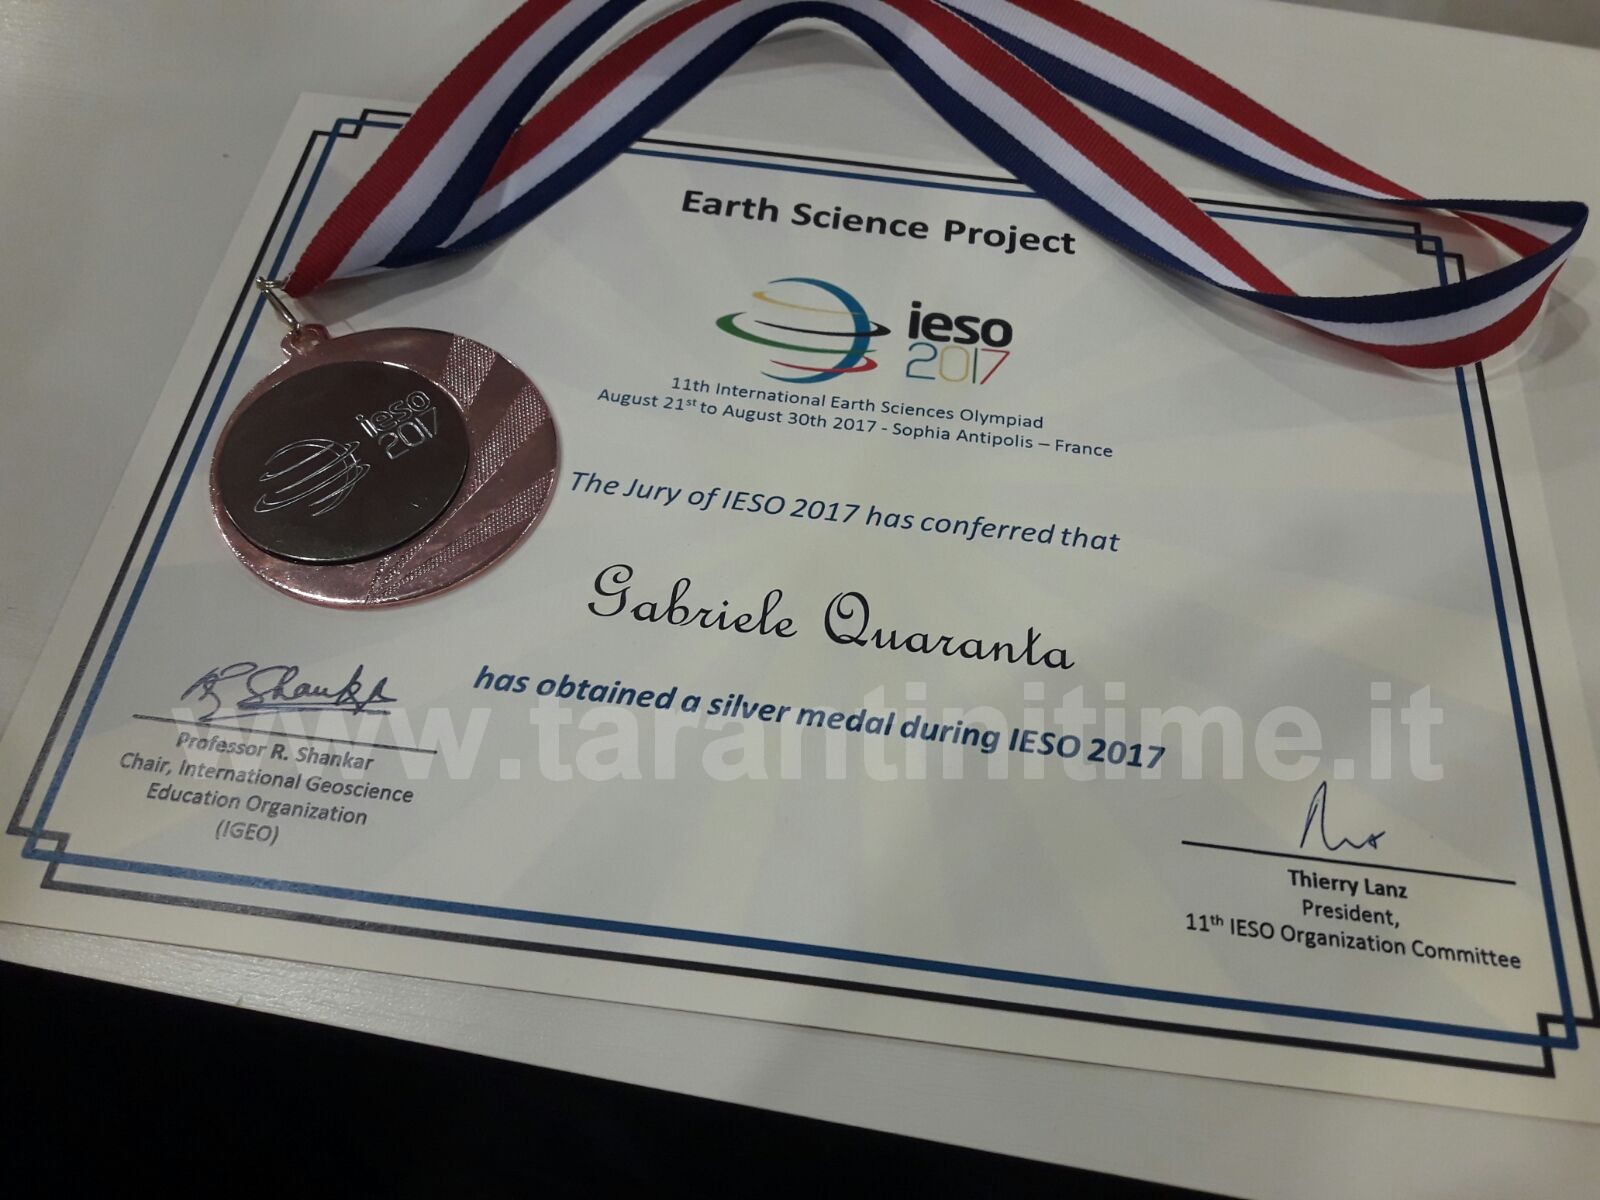 Earth Science Project
ieso
2017
11th International Earth Sciences Olympiad
August 21st to August 30th 2017 - Sophia Antipolis – France
ieso
2017
The Jury of IESO 2017 has conferred that
Gabriele Quaranta
has obtained a silver medal during IESO 2017
R Shankar
Professor R. Shankar
Chair, International Geoscience
Education Organization
(IGEO)
www.tarantinitime.it
Thierry Lanz
President,
11th IESO Organization Committee